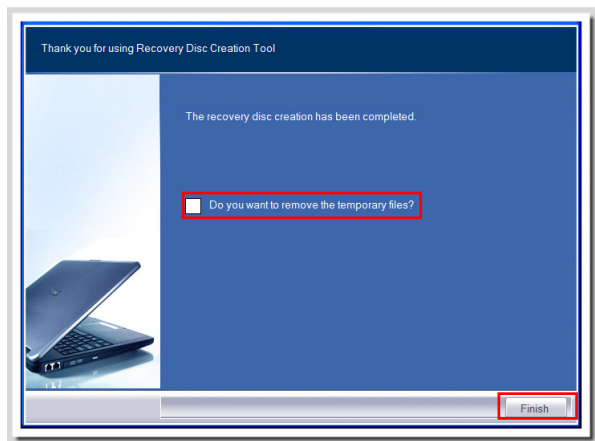 Thank you for using Recovery Disc Creation Tool
The recovery disc creation has been completed.
Do you want to remove the temporary files?
Finish